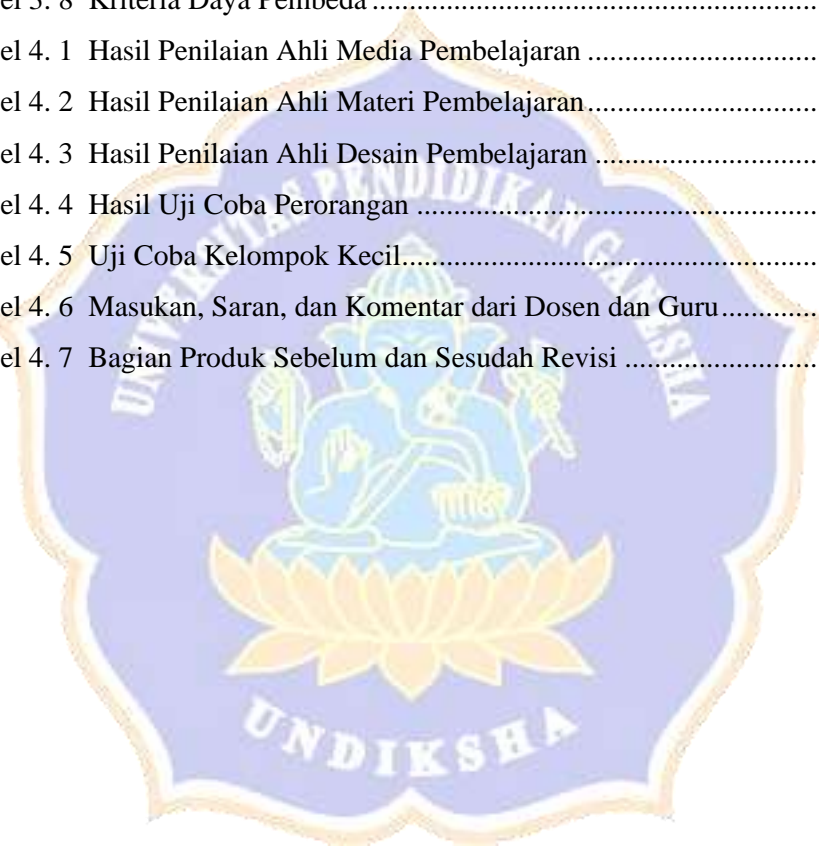 el 3. 8 Kriteria Daya Pembeda
el 4. 1 Hasil Penilaian Ahli Media Pembelajaran
el 4. 2 Hasil Penilaian Ahli Materi Pembelajaran
el 4. 3 Hasil Penilaian Ahli Desain Pembelajaran
el 4. 4 Hasil Uji Coba Perorangan
el 4. 5 Uji Coba Kelompok Kecil
el 4. 6 Masukan, Saran, dan Komentar dari Dosen dan Guru
el 4. 7 Bagian Produk Sebelum dan Sesudah Revisi
UNIVERSITAS PENDIDIKAN GANESHA
UNDIKSHA